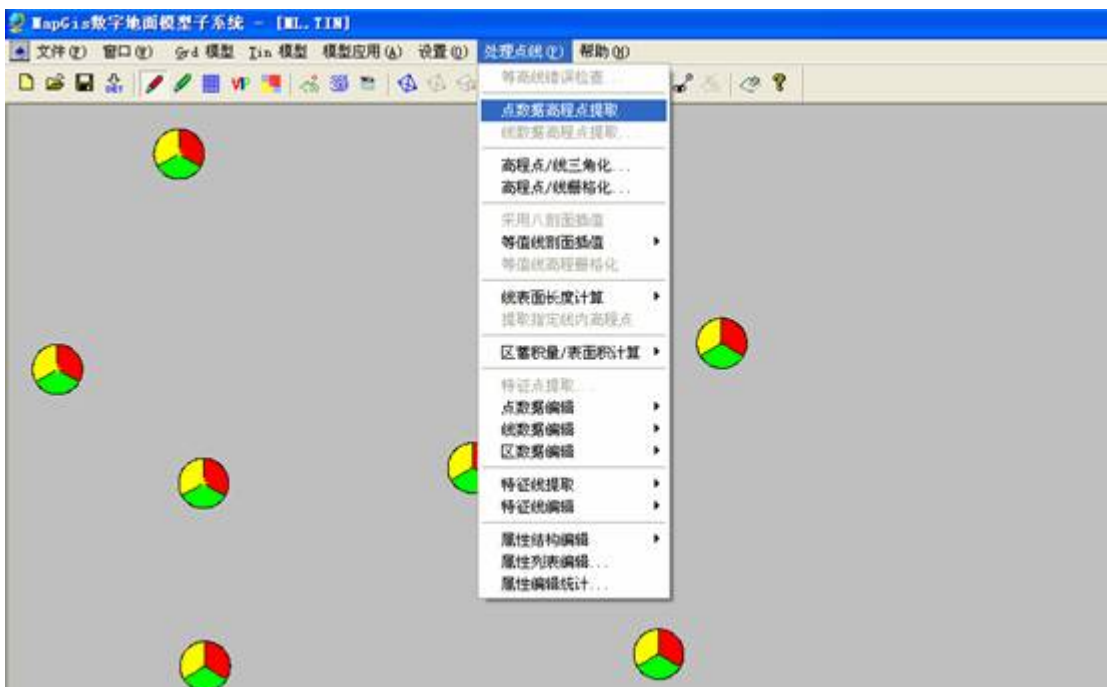 MapGis数字地面模型子系统 - [ML.TIN]
文件(F) 窗口(W) Grd 模型 Tin 模型 模型应用(A) 设置(O) 处理点线(P) 帮助(H)
VP
等高线错误检查...
点数据高程点提取
线数据高程点提取...
高程点/线三角化...
高程点/线栅格化...
采用八剖面插值
等值线剖面插值
等值线高程栅格化
线表面长度计算
提取指定线内高程点
区蓄积量/表面积计算
特征点提取...
点数据编辑
线数据编辑
区数据编辑
特征线提取
特征线编辑
属性结构编辑
属性列表编辑...
属性编辑统计...